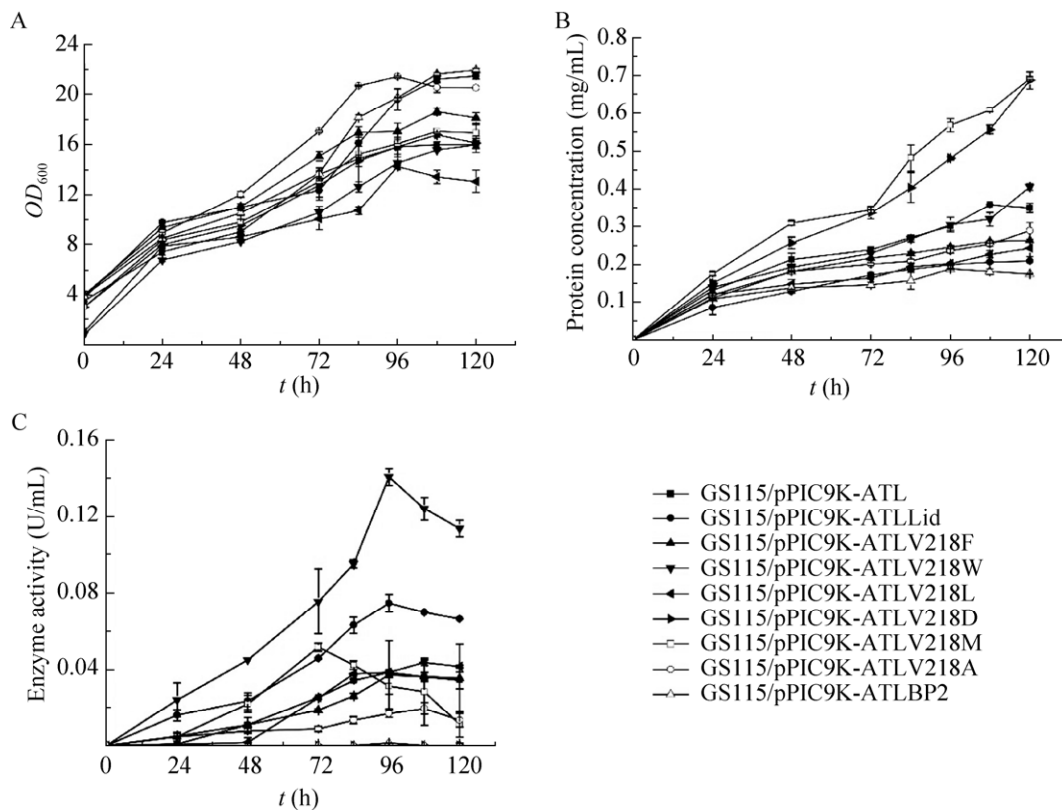 A
24
20
16
12
8
4
OD600
0 24 48 72 96 120
t (h)
B
0.8
0.7
0.6
0.5
0.4
0.3
0.2
0.1
Protein concentration (mg/mL)
0 24 48 72 96 120
t (h)
C
0.16
0.12
0.08
0.04
Enzyme activity (U/mL)
0 24 48 72 96 120
t (h)
GS115/pPIC9K-ATL
GS115/pPIC9K-ATLLid
GS115/pPIC9K-ATLV218F
GS115/pPIC9K-ATLV218W
GS115/pPIC9K-ATLV218L
GS115/pPIC9K-ATLV218D
GS115/pPIC9K-ATLV218M
GS115/pPIC9K-ATLV218A
GS115/pPIC9K-ATLBP2